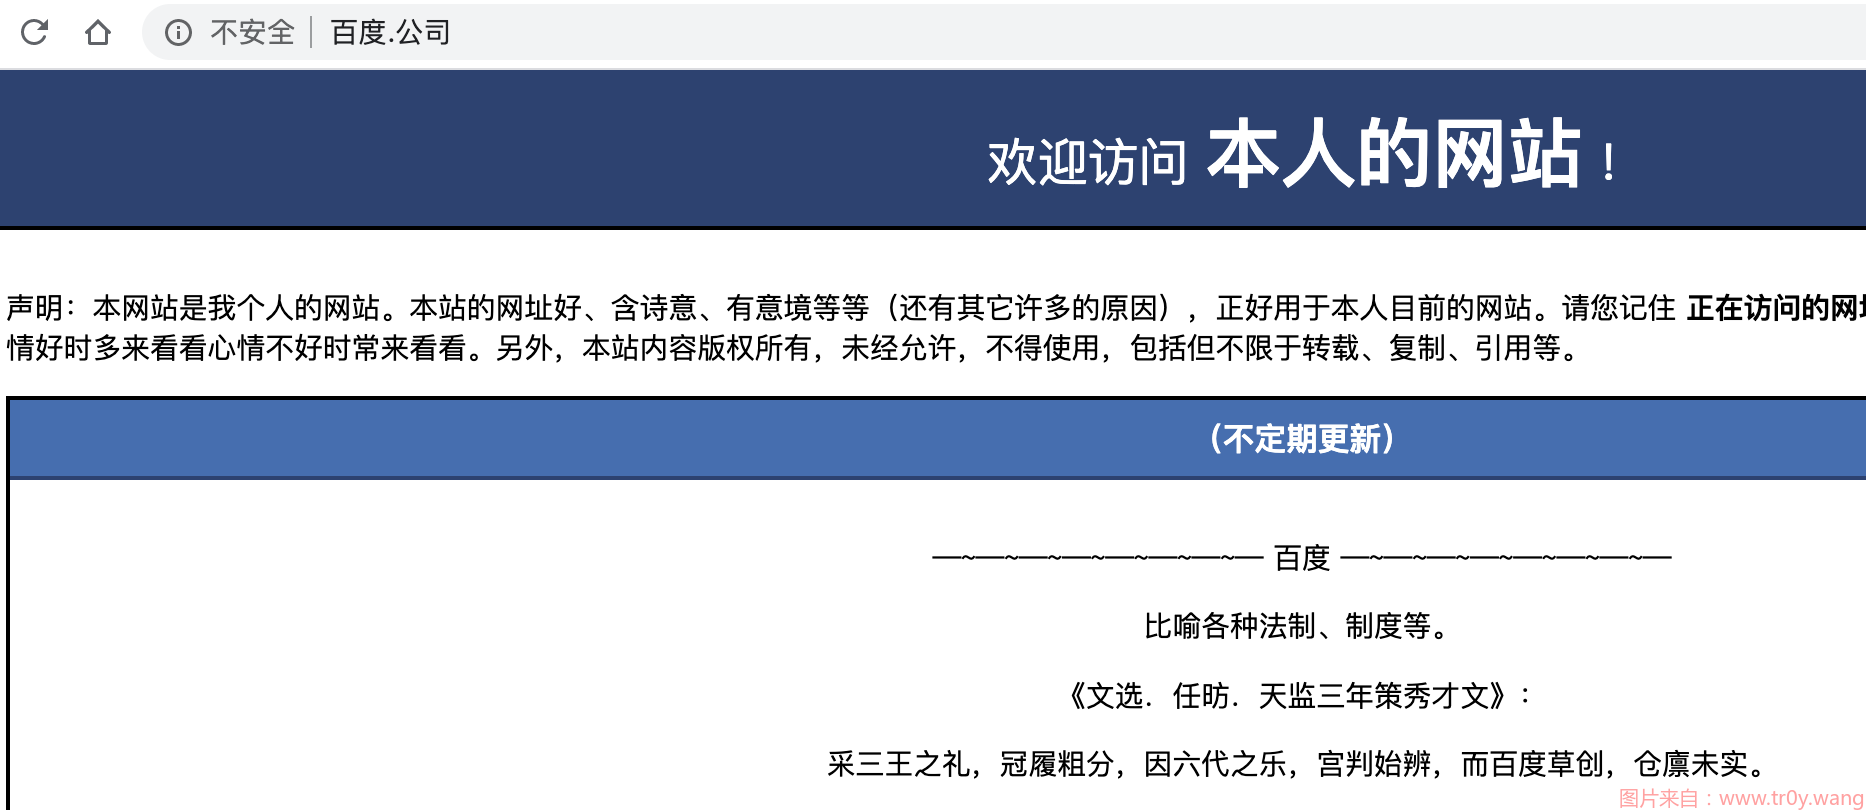 不安全 百度.公司
欢迎访问 本人的网站！
声明：本网站是我个人的网站。本站的网址好、含诗意、有意境等等（还有其它许多的原因），正好用于本人目前的网站。请您记住 正在访问的网
情好时多来看看心情不好时常来看看。另外，本站内容版权所有，未经允许，不得使用，包括但不限于转载、复制、引用等。
（不定期更新）
—~—~—~—~—~—~—~— 百度 —~—~—~—~—~—~—~—
比喻各种法制、制度等。
《文选．任昉．天监三年策秀才文》：
采三王之礼，冠履粗分，因六代之乐，宫判始辨，而百度草创，仓廪未实。
图片来自：www.tr0y.wang